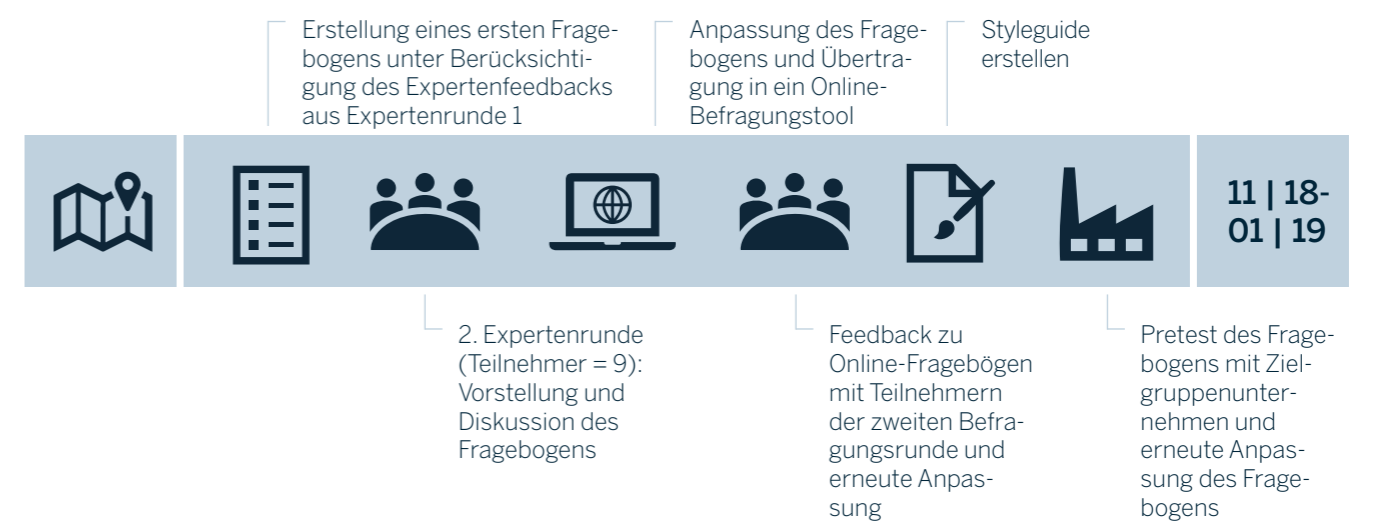 Erstellung eines ersten Frage-
bogens unter Berücksichti-
gung des Expertenfeedbacks
aus Expertenrunde 1
Anpassung des Frage-
bogens und Übertra-
gung in ein Online-
Befragungstool
Styleguide
erstellen
11 | 18-
01 | 19
2. Expertenrunde
(Teilnehmer = 9):
Vorstellung und
Diskussion des
Fragebogens
Feedback zu
Online-Fragebögen
mit Teilnehmern
der zweiten Befra-
gungsrunde und
erneute Anpas-
sung
Pretest des Frage-
bogens mit Ziel-
gruppenunter-
nehmen und
erneute Anpas-
sung des Frage-
bogens